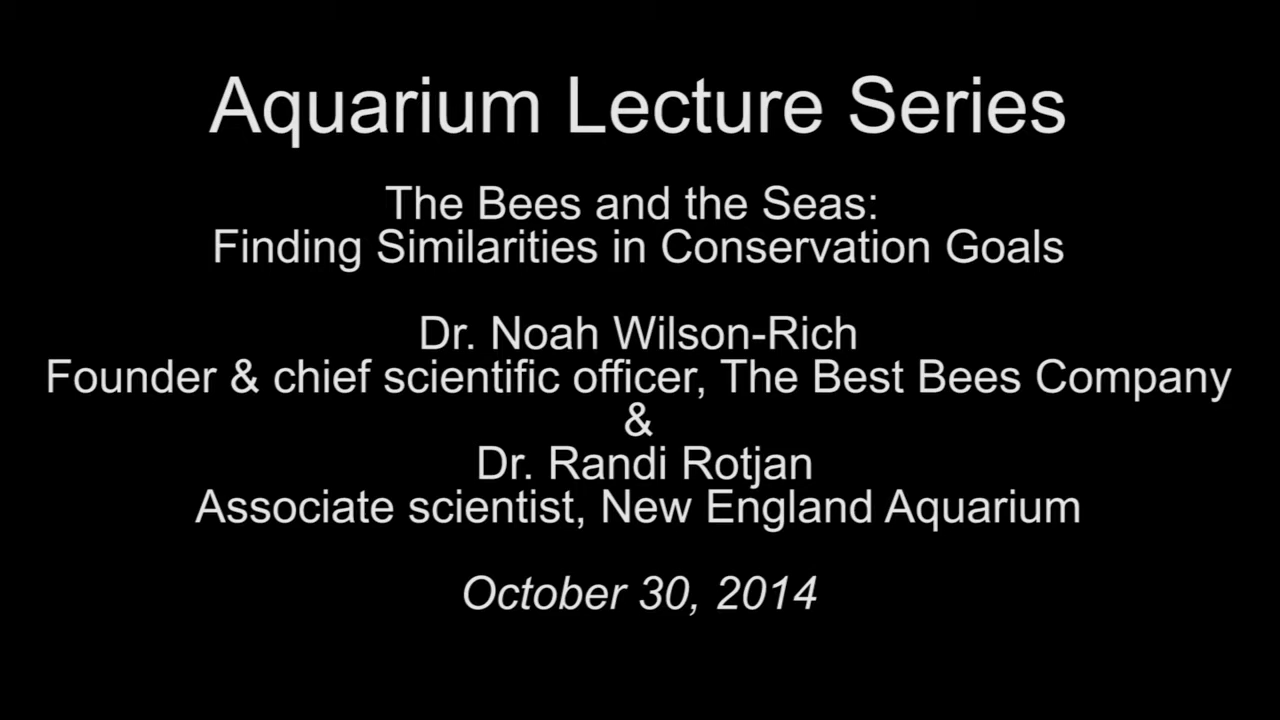 Aquarium Lecture Series
The Bees and the Seas:
Finding Similarities in Conservation Goals
Dr. Noah Wilson-Rich
Founder & chief scientific officer, The Best Bees Company
&
Dr. Randi Rotjan
Associate scientist, New England Aquarium
October 30, 2014